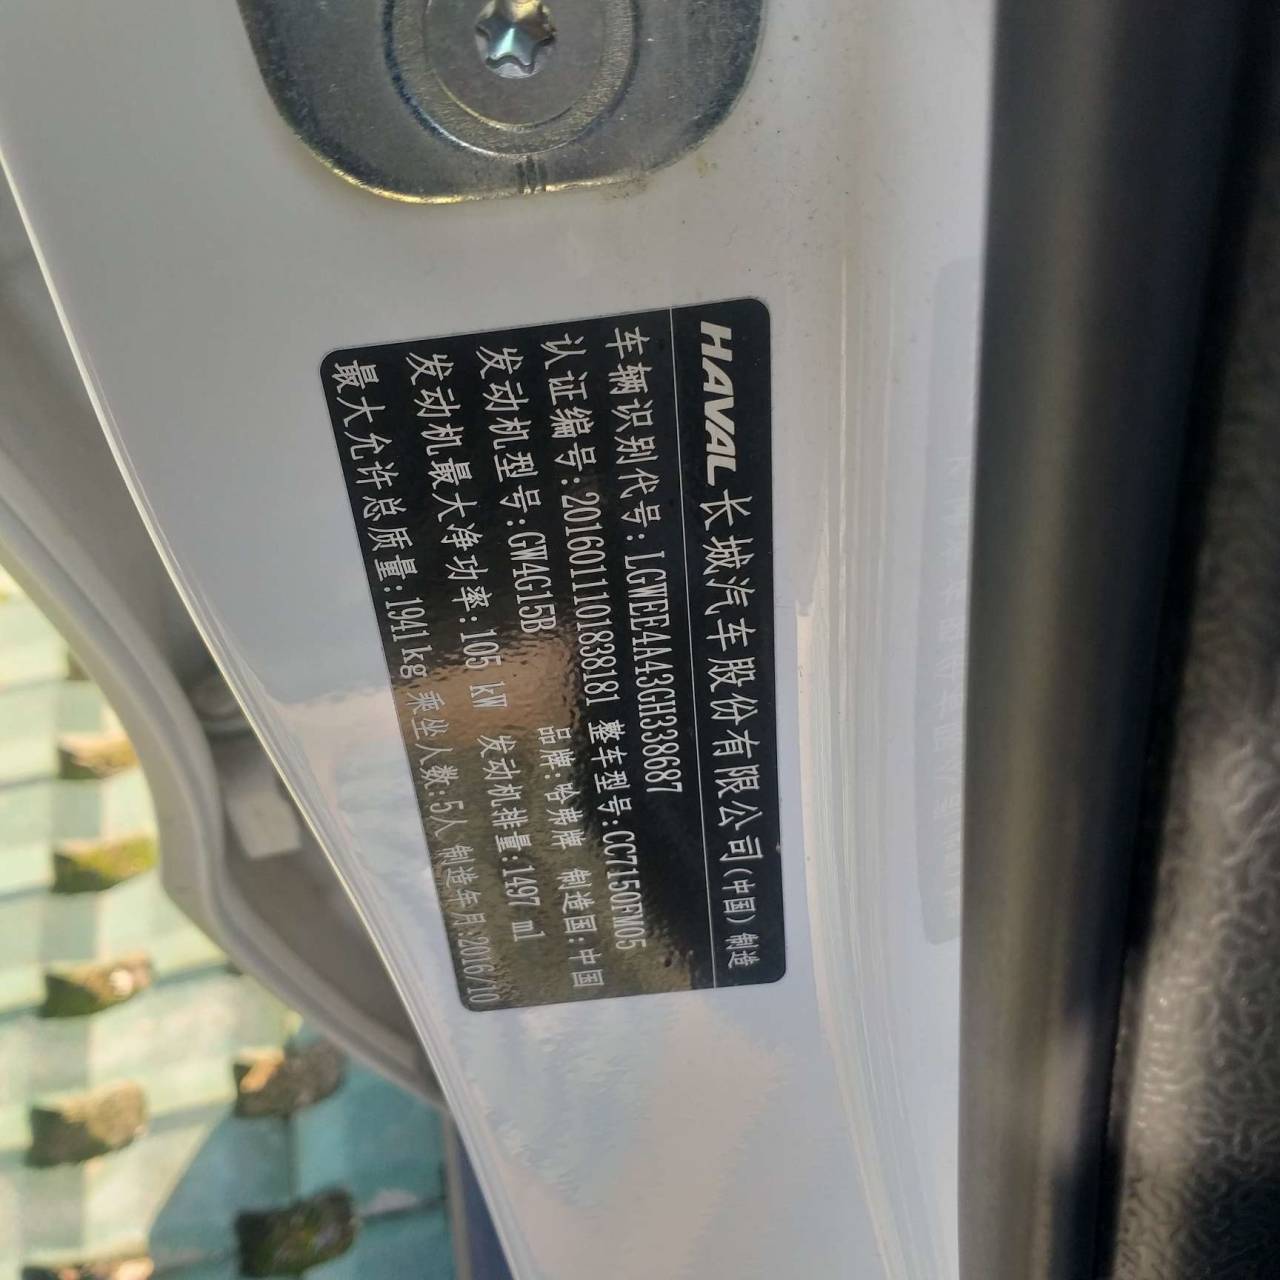 HAVAL 长城汽车股份有限公司(中国)制造
车辆识别代号:LGWEE4A43GH338687
认证编号:2016011101838181 整车型号:CC7150FM05
发动机型号:GW4G15B 品牌:哈弗牌 制造国:中国
发动机最大净功率:105 kW 发动机排量:1497 ml
最大允许总质量:1941kg 乘坐人数:5人 制造年月:2016/10